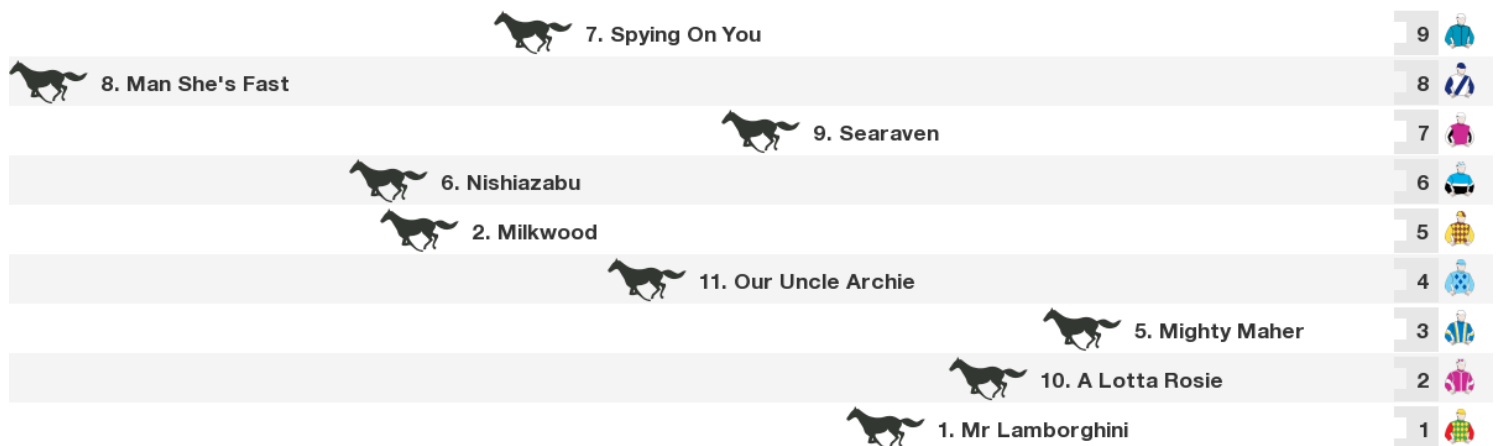 7. Spying On You 9
8. Man She's Fast 8
9. Searaven 7
6. Nishiazabu 6
2. Milkwood 5
11. Our Uncle Archie 4
5. Mighty Maher 3
10. A Lotta Rosie 2
1. Mr Lamborghini 1